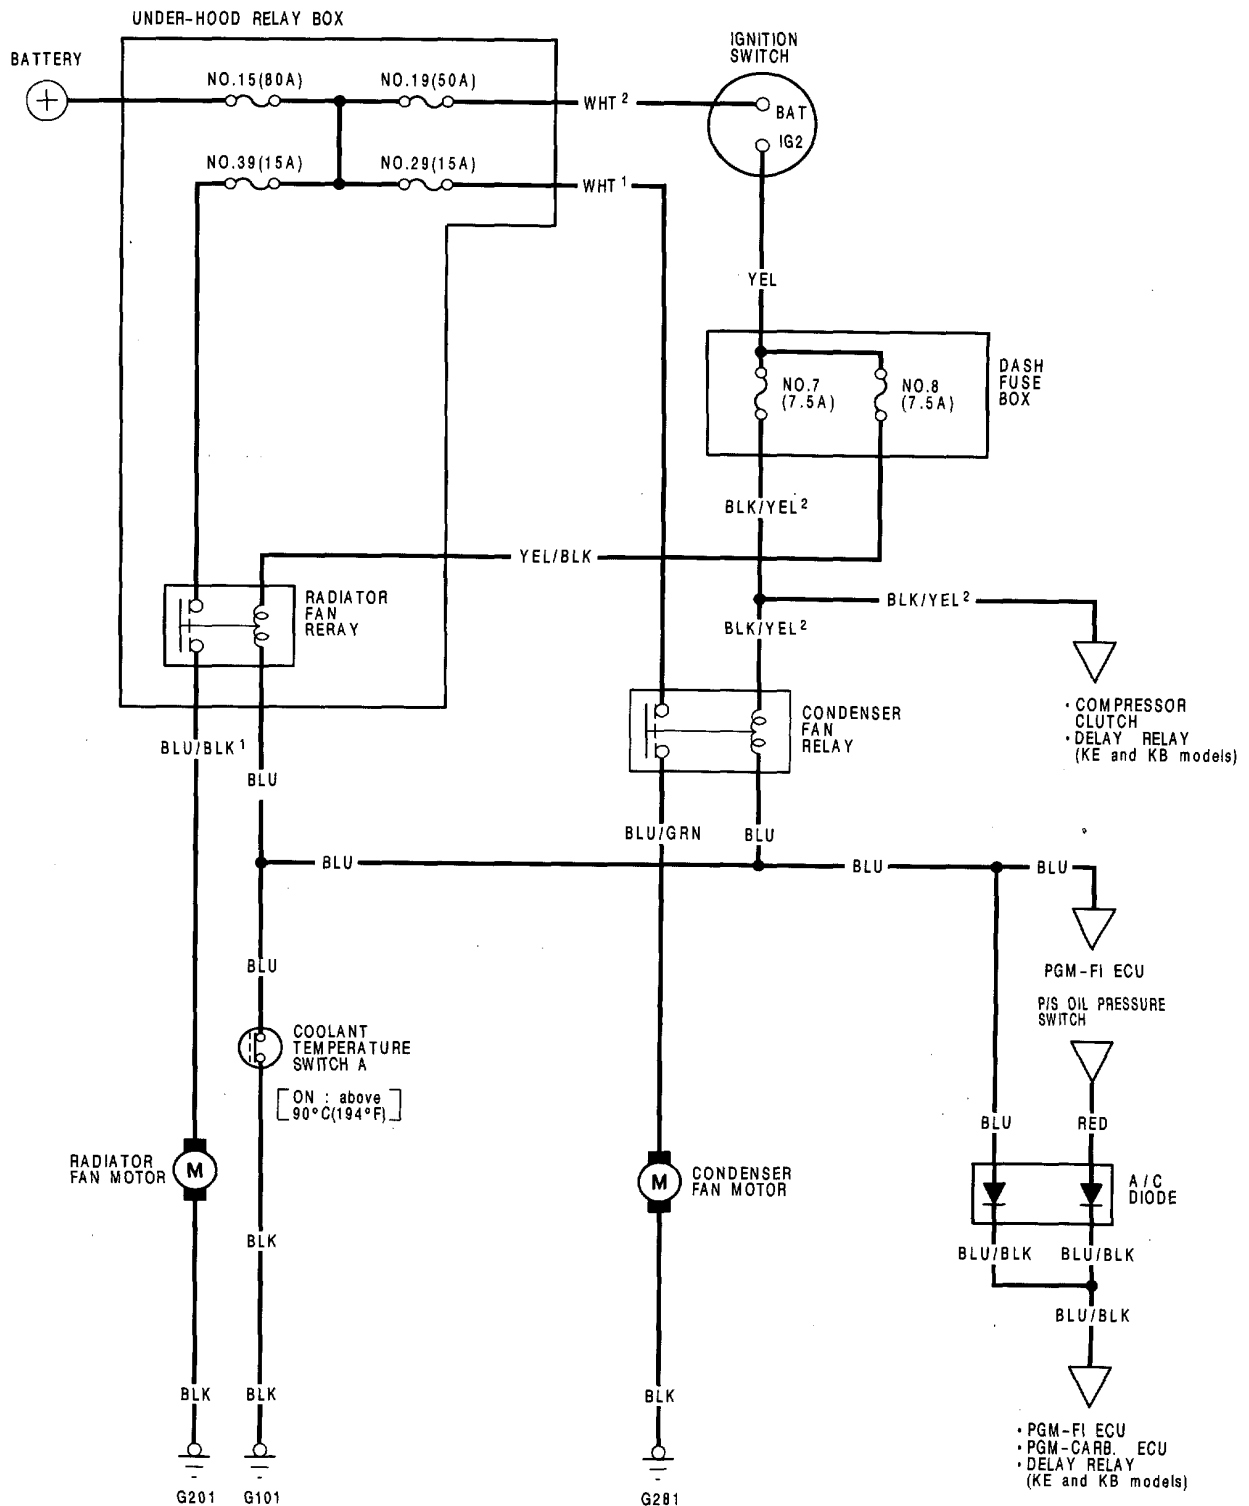 UNDER-HOOD RELAY BOX
BATTERY
+
NO.15(80A)
NO.19(50A)
WHT 2
IGNITION
SWITCH
BAT
IG2
NO.39(15A)
NO.29(15A)
WHT 1
YEL
NO.7
(7.5A)
NO.8
(7.5A)
DASH
FUSE
BOX
BLK/YEL 2
YEL/BLK
RADIATOR
FAN
RERAY
BLK/YEL 2
BLK/YEL 2
CONDENSER
FAN
RELAY
• COMPRESSOR
CLUTCH
• DELAY RELAY
(KE and KB models)
BLU/BLK 1
BLU
BLU/GRN
BLU
BLU
BLU
BLU
BLU
PGM-FI ECU
P/S OIL PRESSURE
SWITCH
COOLANT
TEMPERATURE
SWITCH A
[ON : above
90°C(194°F)]
BLU
RED
RADIATOR
FAN MOTOR
M
M
CONDENSER
FAN MOTOR
A/C
DIODE
BLK
BLU/BLK
BLU/BLK
BLU/BLK
BLK
BLK
BLK
• PGM-FI ECU
• PGM-CARB. ECU
• DELAY RELAY
(KE and KB models)
G201
G101
G281